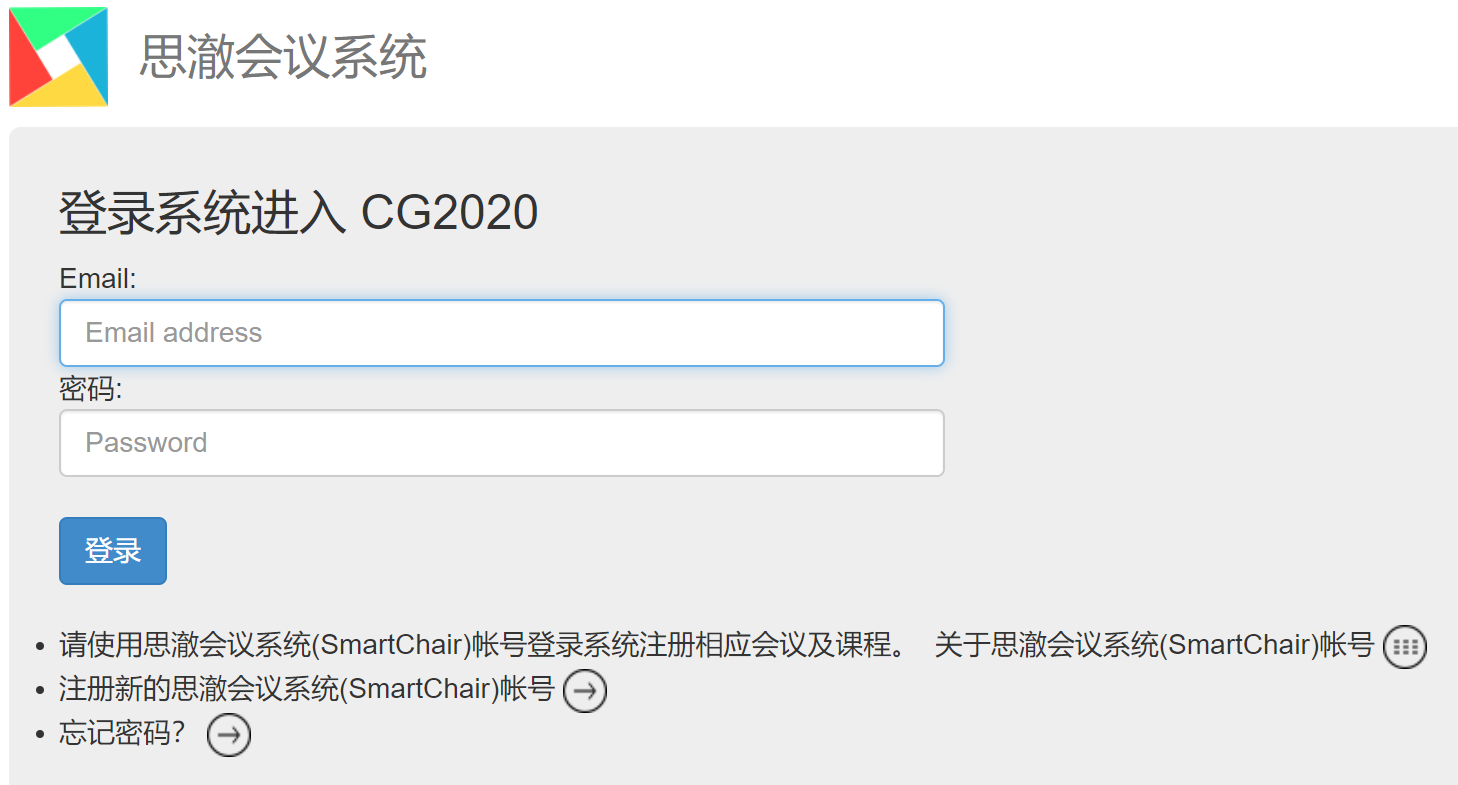 思澈会议系统
登录系统进入 CG2020
Email:
Email address
密码:
Password
登录
请使用思澈会议系统(SmartChair)帐号登录系统注册相应会议及课程。 关于思澈会议系统(SmartChair)帐号
注册新的思澈会议系统(SmartChair)帐号
忘记密码？